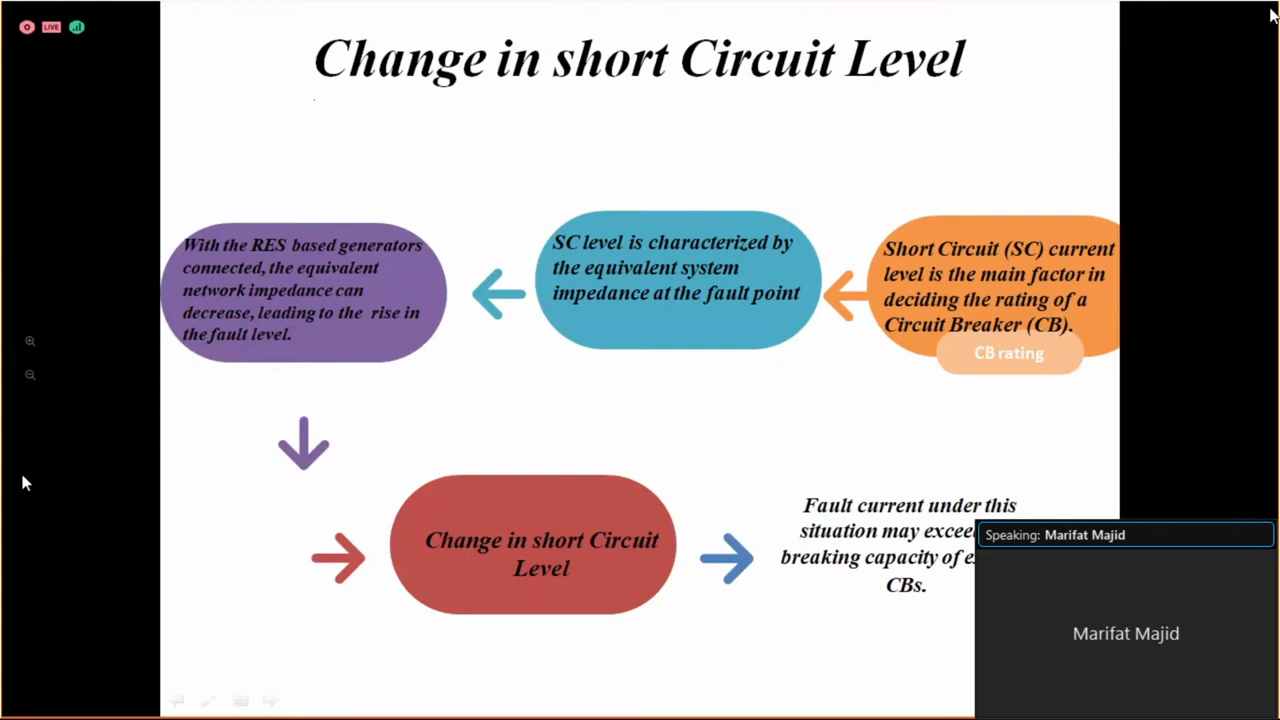 LIVE
Change in short Circuit Level
With the RES based generators
connected, the equivalent
network impedance can
decrease, leading to the rise in
the fault level.
SC level is characterized by
the equivalent system
impedance at the fault point
Short Circuit (SC) current
level is the main factor in
deciding the rating of a
Circuit Breaker (CB).
CB rating
Change in short Circuit
Level
Fault current under this
situation may
breaking capacity of
CBs.
Speaking: Marifat Majid
Marifat Majid